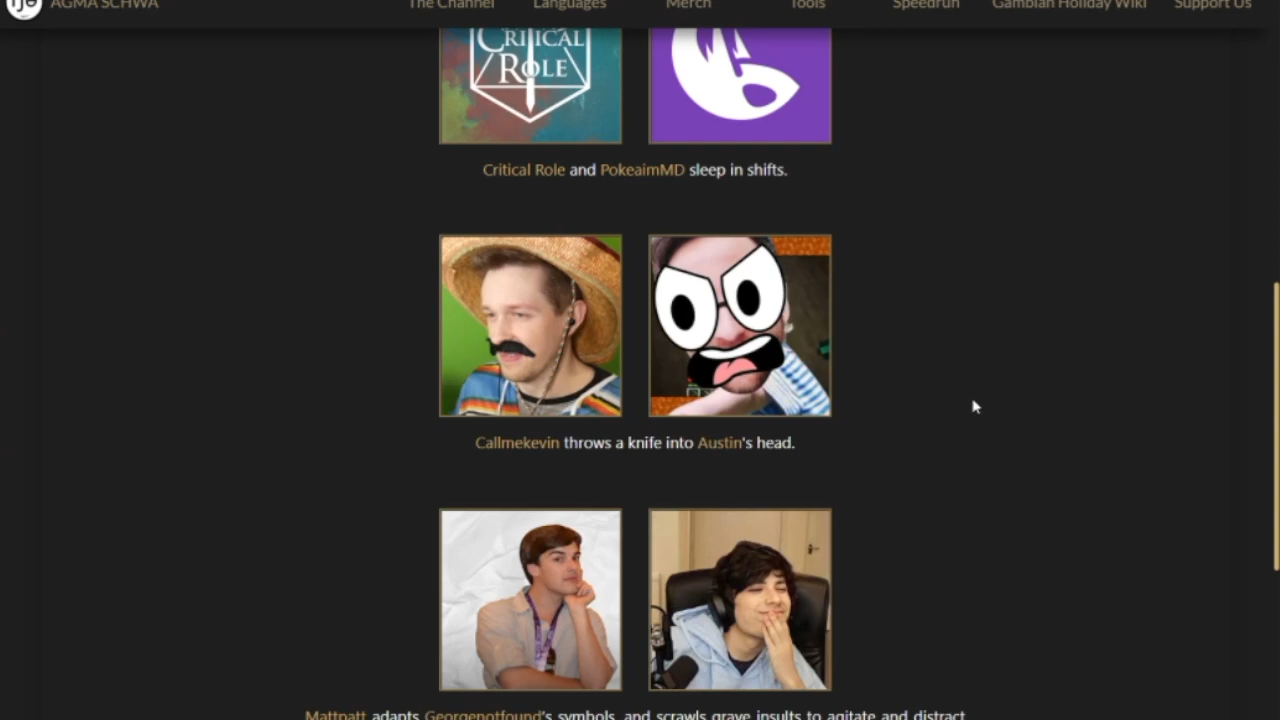 AGMA SCHWA The Channel Languages Merch Tools Speedrun Gambian Holiday Wiki Support Us
CRITICAL
ROLE
Critical Role and PokeaimMD sleep in shifts.
Callmekevin throws a knife into Austin's head.
Mattpatt adapts Georgenotfound's symbols, and scrawls grave insults to agitate and distract